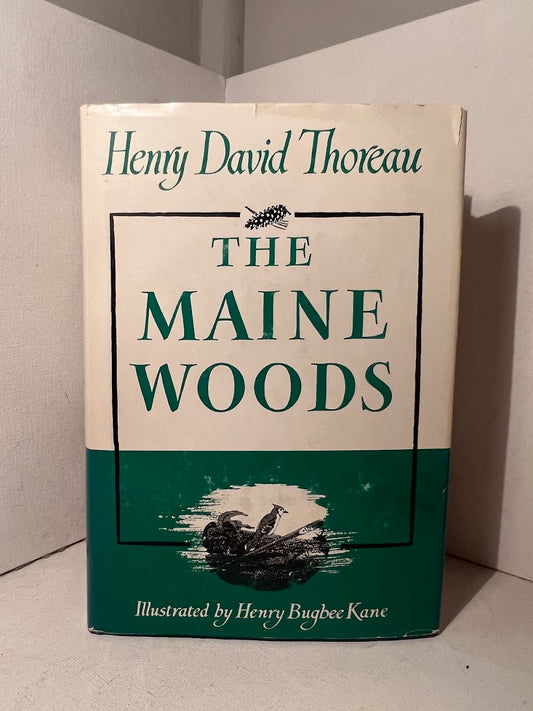 Henry David Thoreau
THE
MAINE
WOODS
Illustrated by Henry Bugbee Kane